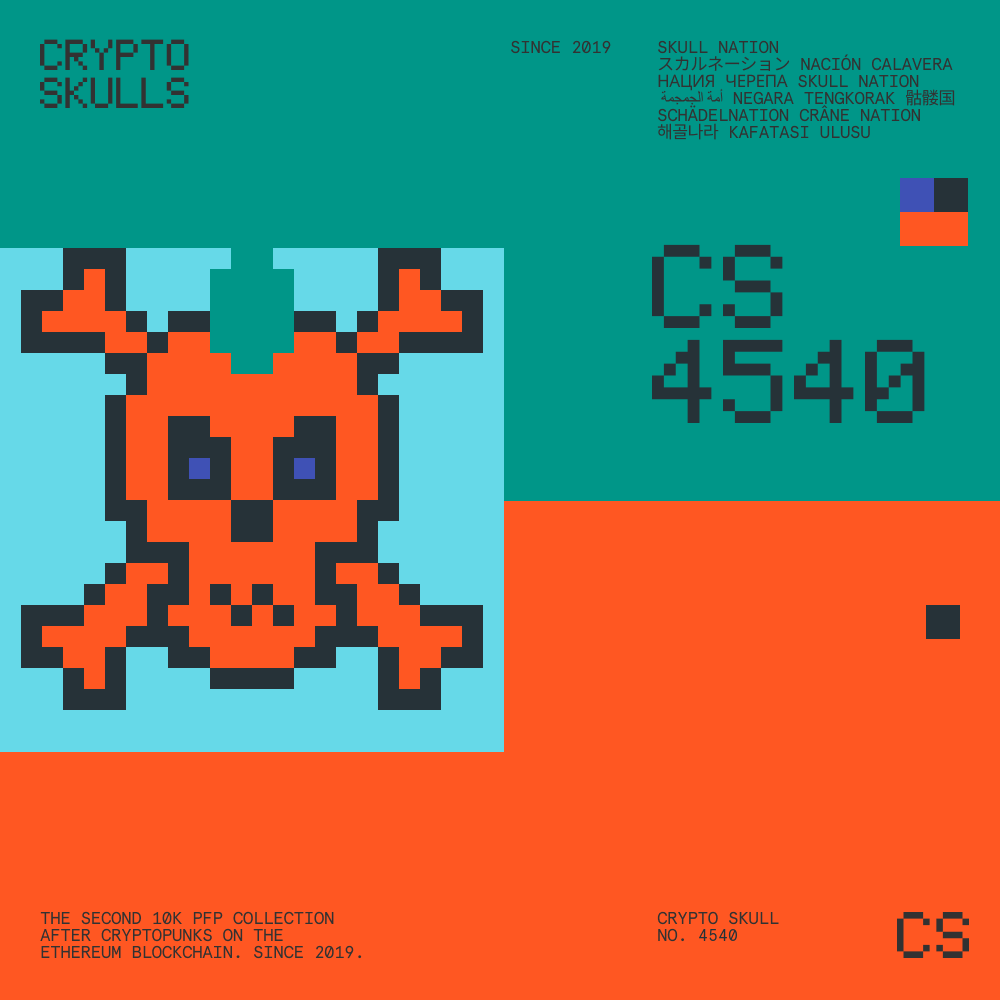 CRYPTO
SKULLS
SINCE 2019
SKULL NATION
スカルネーション NACIÓN CALAVERA
НАЦИЯ ЧЕРЕПА SKULL NATION
أمة الجمجمة NEGARA TENGKORAK 骷髅国
SCHÄDELNATION CRÂNE NATION
해골나라 KAFATASI ULUSU
CS
4540
THE SECOND 10K PFP COLLECTION
AFTER CRYPTOPUNKS ON THE
ETHEREUM BLOCKCHAIN. SINCE 2019.
CRYPTO SKULL
NO. 4540
CS